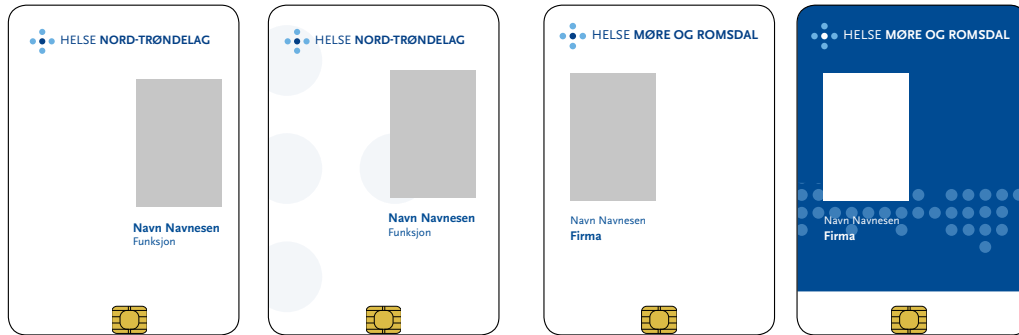 HELSE NORD-TRØNDELAG
Navn Navnesen
Funksjon
HELSE NORD-TRØNDELAG
Navn Navnesen
Funksjon
HELSE MØRE OG ROMSDAL
Navn Navnesen
Firma
HELSE MØRE OG ROMSDAL
Navn Navnesen
Firma